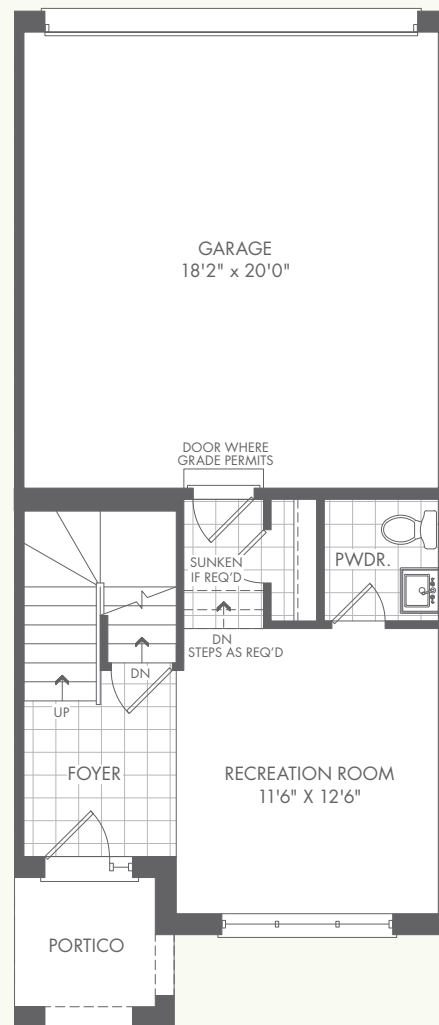 GARAGE
18'2" x 20'0"
DOOR WHERE
GRADE PERMITS
SUNKEN
IF REQ'D
PWDR.
DN
STEPS AS REQ'D
DN
UP
FOYER
RECREATION ROOM
11'6" X 12'6"
PORTICO